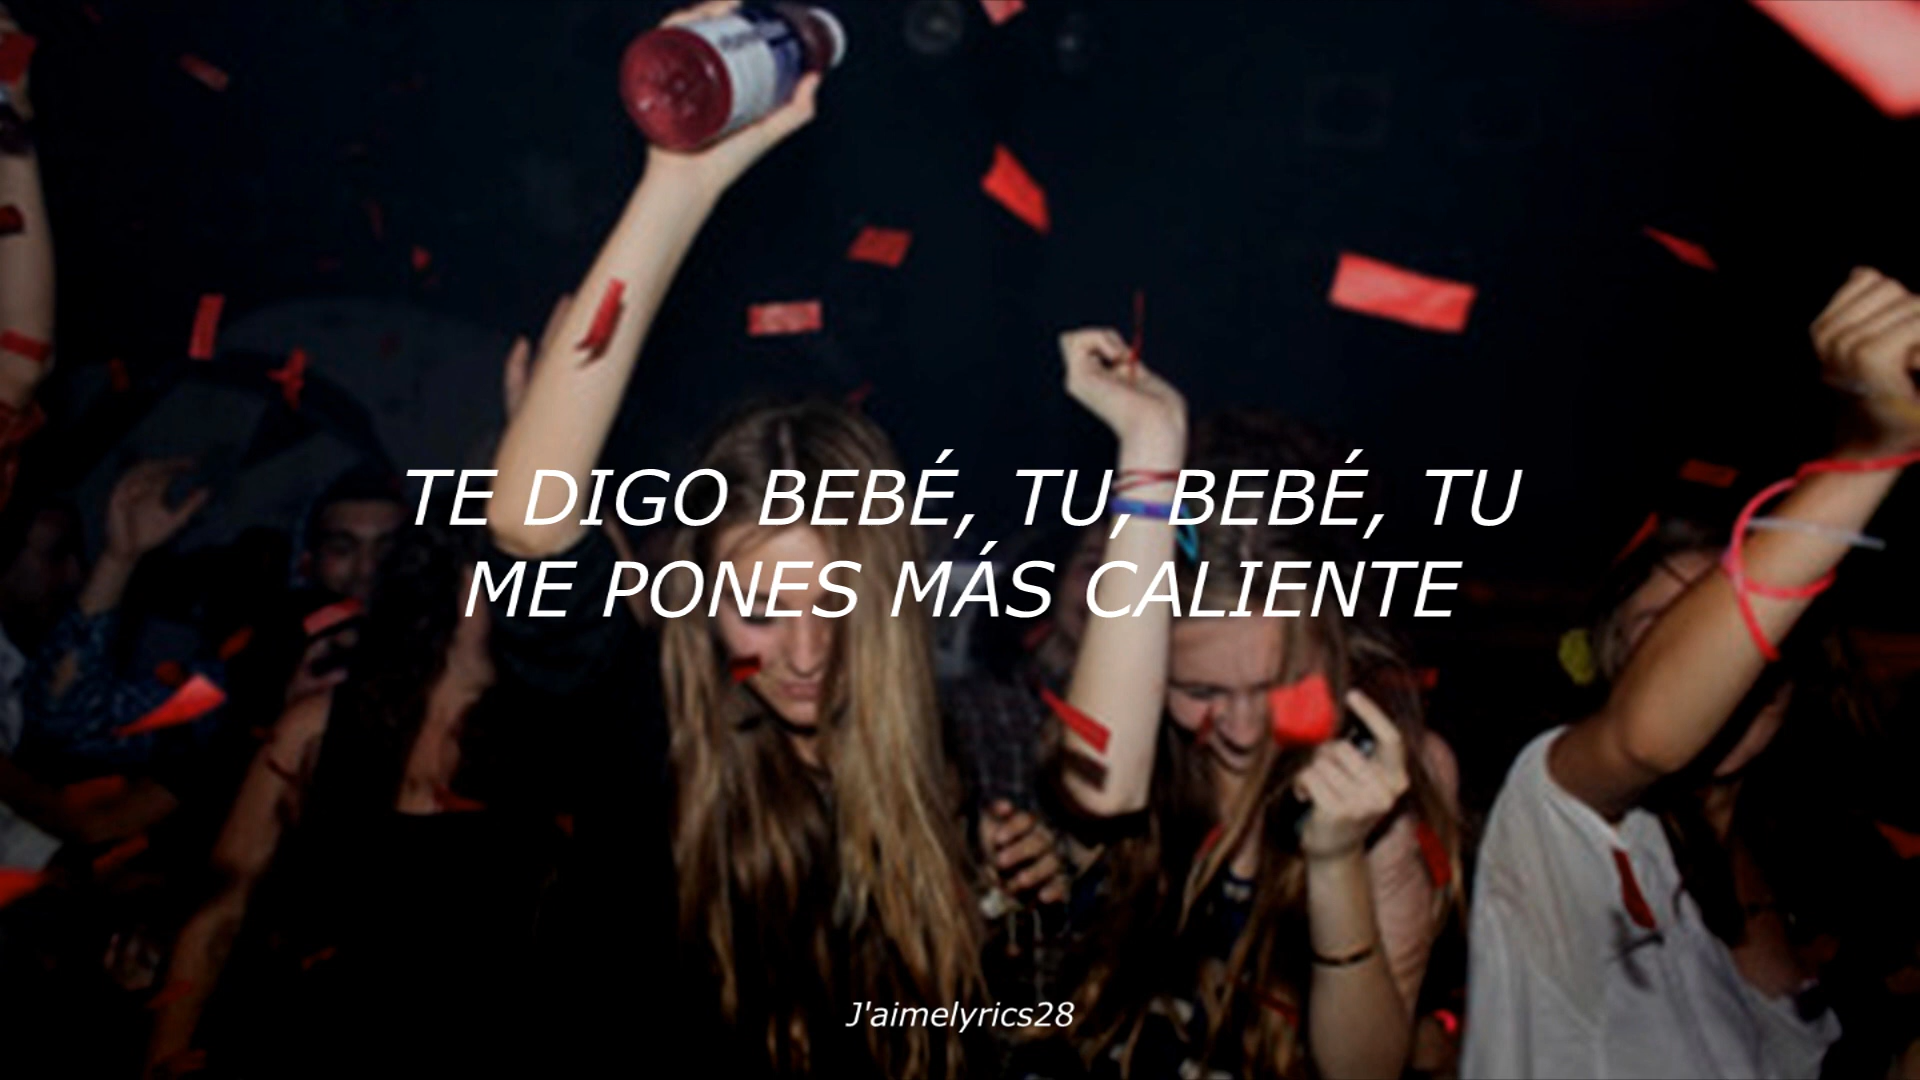 TE DIGO BEBÉ, TU, BEBÉ, TU
ME PONES MÁS CALIENTE
J'aimelyrics28